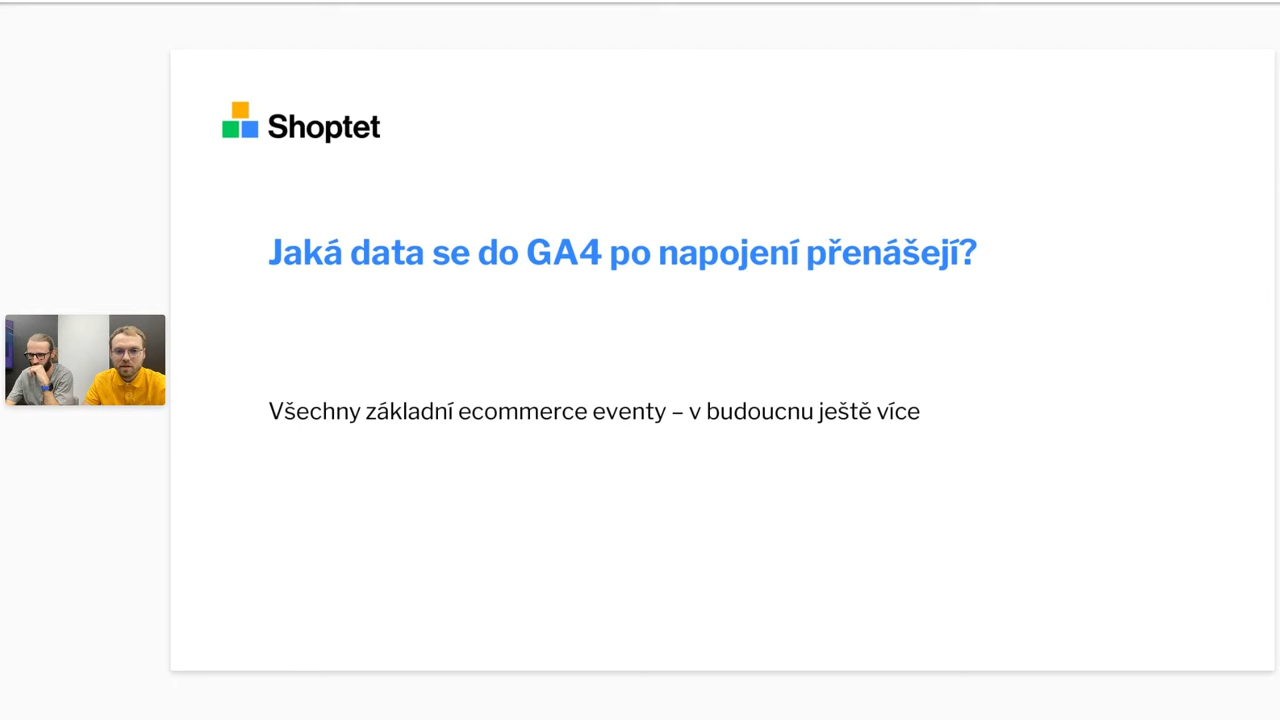 Shoptet
Jaká data se do GA4 po napojení přenášejí?
Všechny základní ecommerce eventy – v budoucnu ještě více